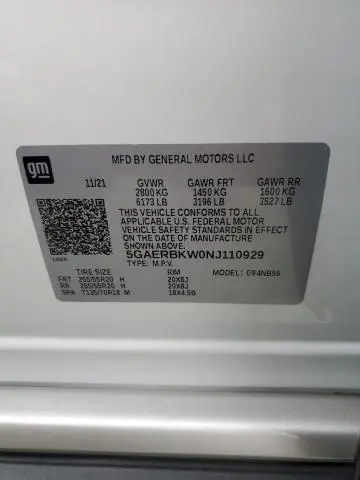 gm
MFD BY GENERAL MOTORS LLC
11/21 GVWR GAWR FRT GAWR RR
2800 KG 1450 KG 1600 KG
6173 LB 3196 LB 3527 LB
THIS VEHICLE CONFORMS TO ALL
APPLICABLE U.S. FEDERAL MOTOR
VEHICLE SAFETY STANDARDS IN
EFFECT ON THE DATE OF MANUFACTURE
SHOWN ABOVE.
5GAERBKW0NJ110929
TYPE: M.P.V.
TIRE SIZE RIM MODEL:
FRT 255/55R20 H 20X8J
RR 255/55R20 H 20X8J
SPA T135/70R18 M 18X4.5B